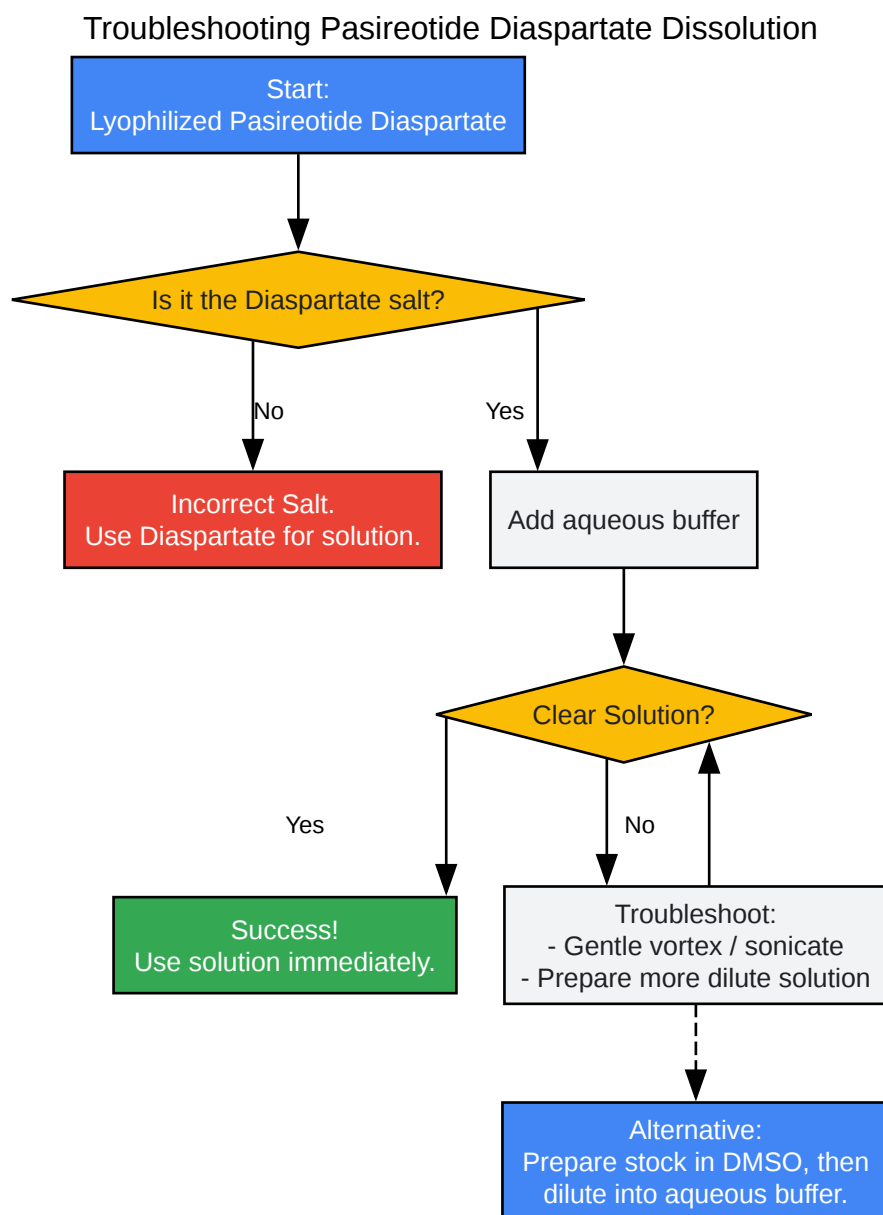 Troubleshooting Pasireotide Diaspartate Dissolution
Start:
Lyophilized Pasireotide Diaspartate
Is it the Diaspartate salt?
No
Yes
Incorrect Salt.
Use Diaspartate for solution.
Add aqueous buffer
Clear Solution?
Yes
No
Success!
Use solution immediately.
Troubleshoot:
- Gentle vortex / sonicate
- Prepare more dilute solution
Alternative:
Prepare stock in DMSO, then
dilute into aqueous buffer.